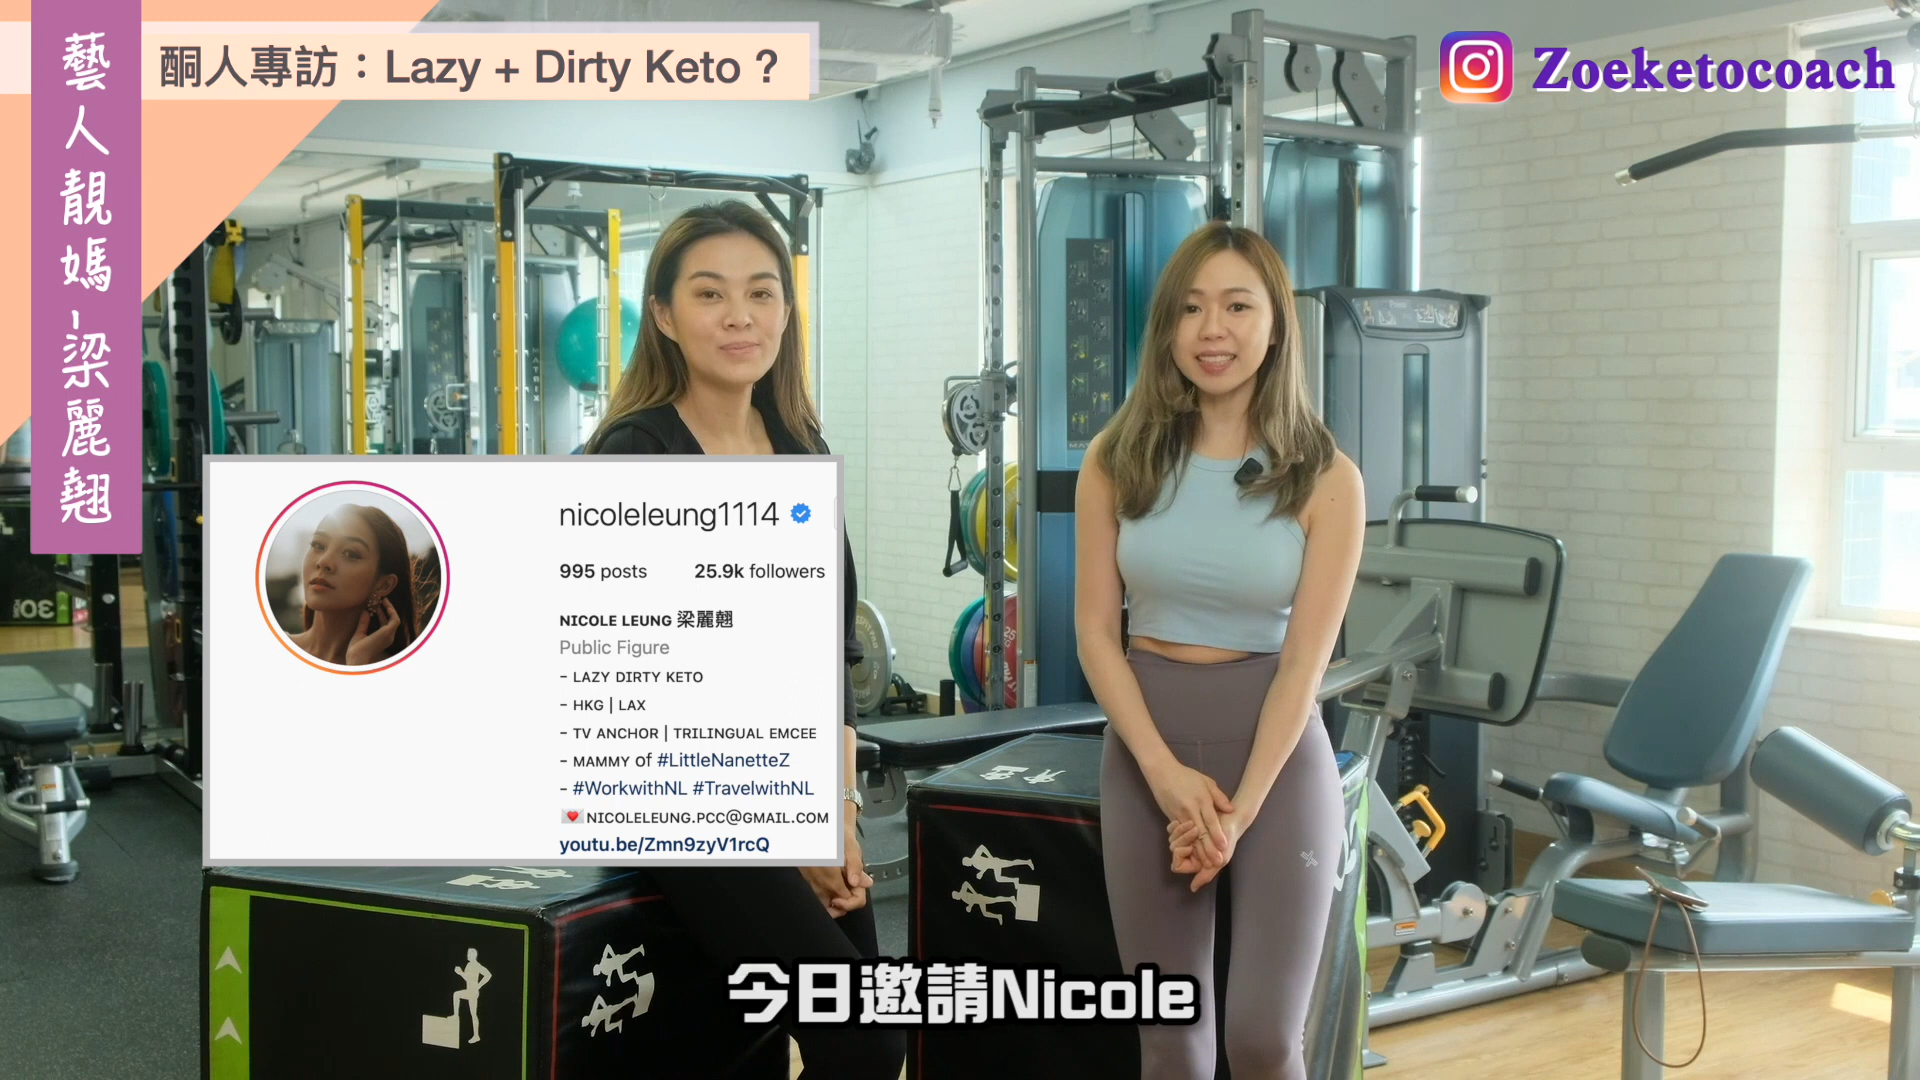 藝人靚媽-梁麗翹
酮人專訪：Lazy + Dirty Keto ?
Zoeketocoach
nicoleleung1114
995 posts 25.9k followers
NICOLE LEUNG 梁麗翹
Public Figure
- LAZY DIRTY KETO
- HKG | LAX
- TV ANCHOR | TRILINGUAL EMCEE
- MAMMY of #LittleNanetteZ
- #WorkwithNL #TravelwithNL
💌NICOLELEUNG.PCC@GMAIL.COM
youtu.be/Zmn9zyV1rcQ
今日邀請Nicole